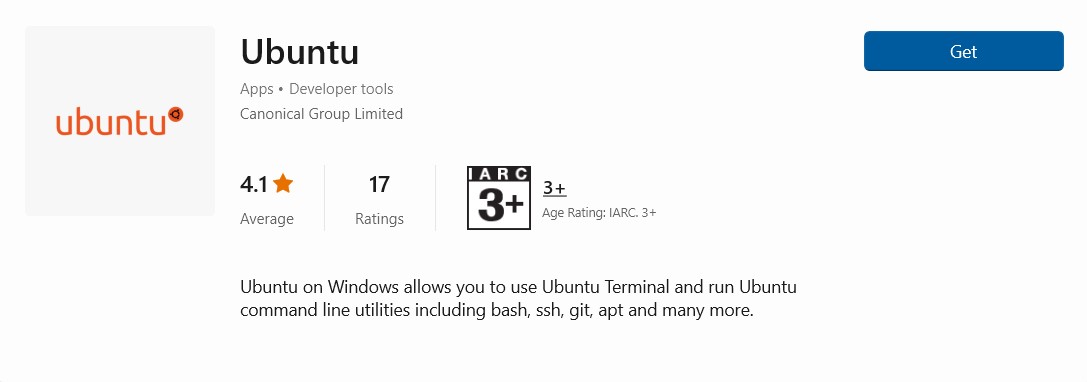 ubuntu
Ubuntu
Get
Apps • Developer tools
Canonical Group Limited
4.1
Average
17
Ratings
IARC
3+
3+
Age Rating: IARC. 3+
Ubuntu on Windows allows you to use Ubuntu Terminal and run Ubuntu
command line utilities including bash, ssh, git, apt and many more.